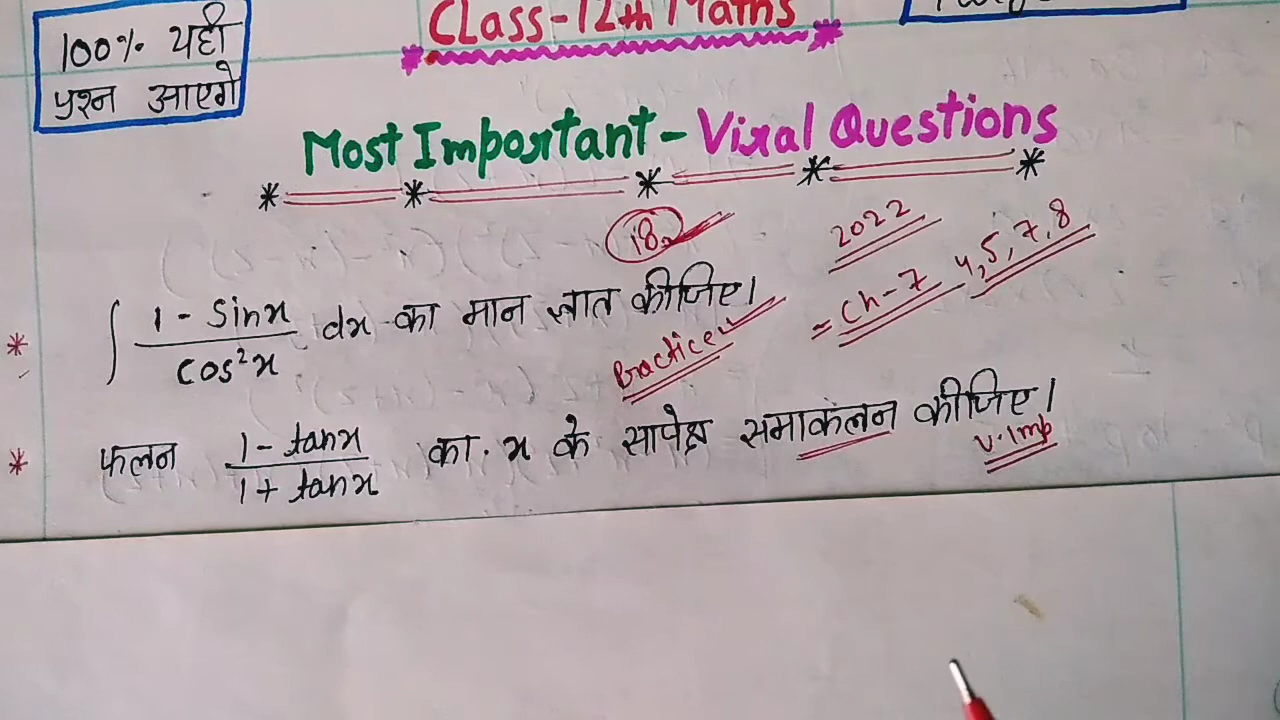 100% यही
प्रश्न आएगे
Class-12th Maths
Most Important - Viral Questions
18.
2022
∫ (1 - sinx)/(cos²x) dx का मान ज्ञात कीजिए।
Practice
= Ch-7 4,5,7,8
फलन (1 - tanx)/(1 + tanx) का. x के सापेक्ष समाकलन कीजिए।
V.Imp